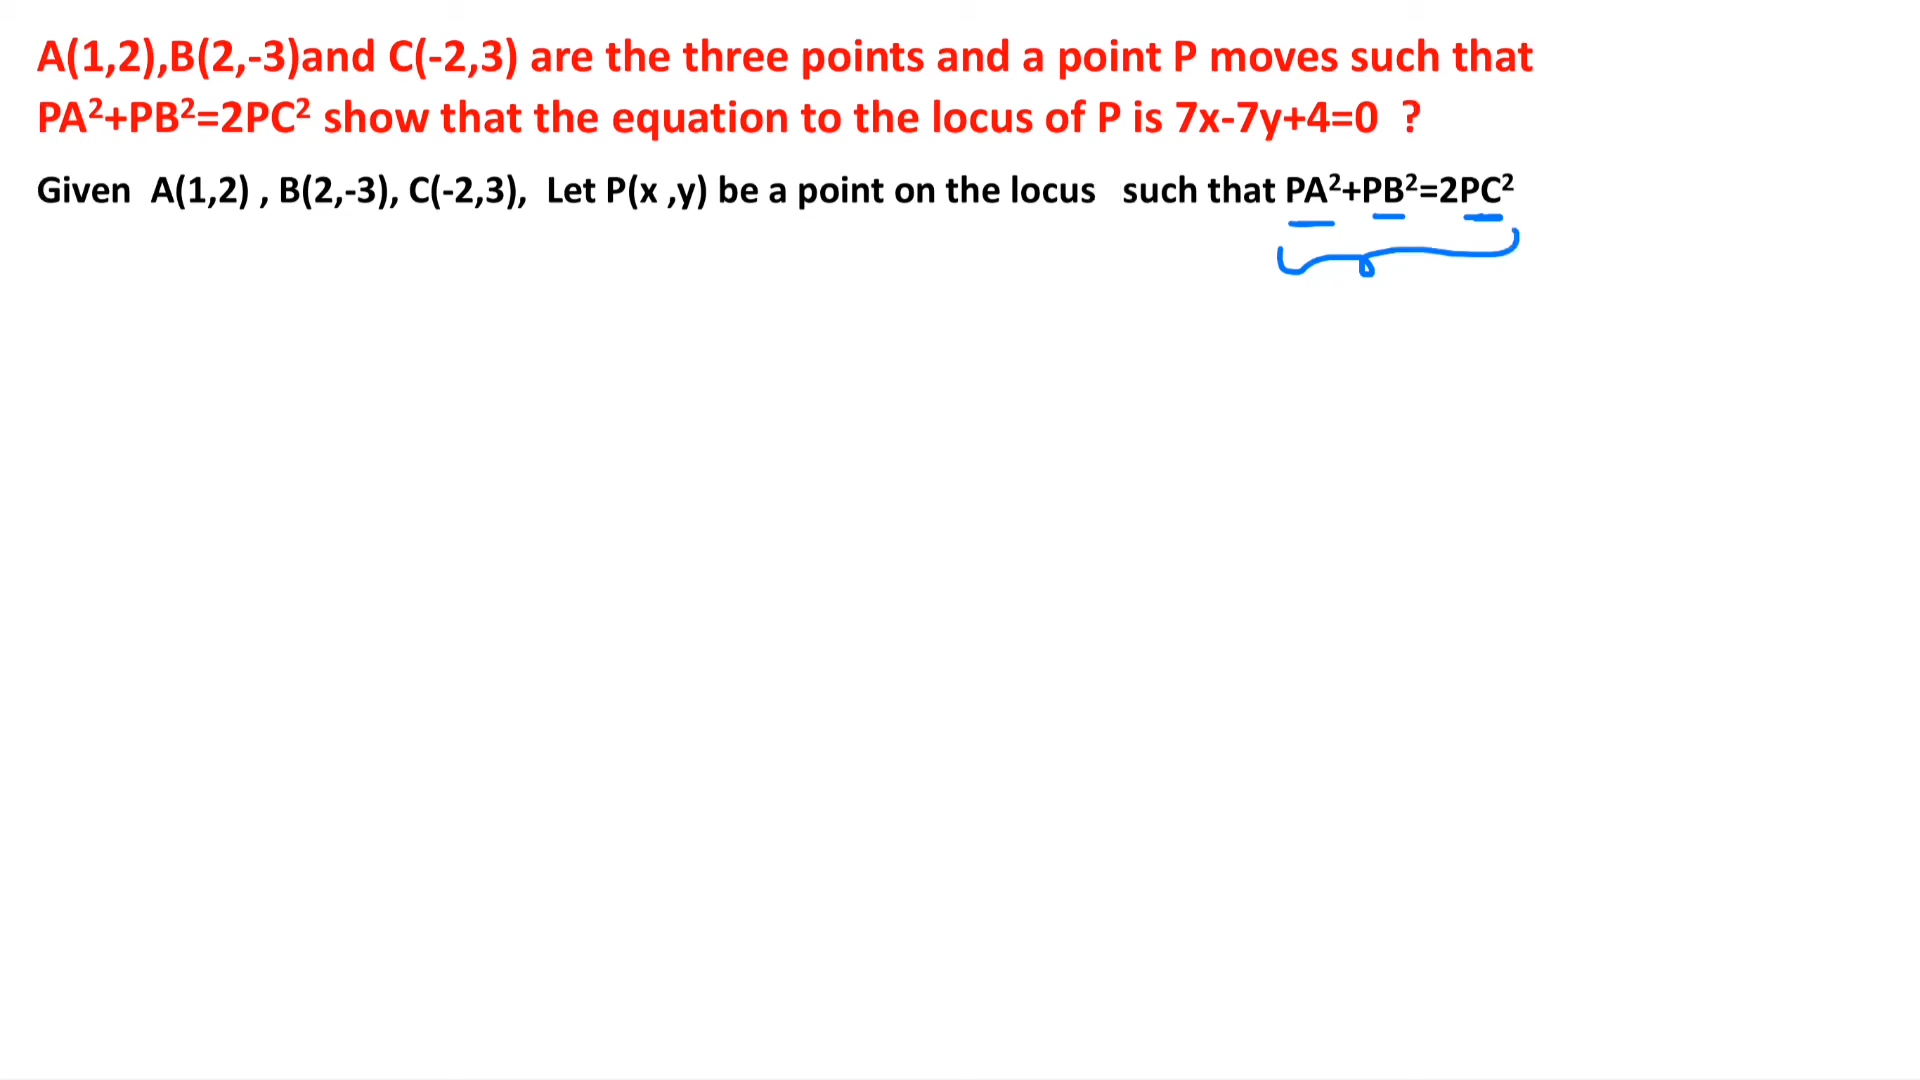 A(1,2),B(2,-3)and C(-2,3) are the three points and a point P moves such that
PA²+PB²=2PC² show that the equation to the locus of P is 7x-7y+4=0 ?
Given A(1,2) , B(2,-3), C(-2,3), Let P(x ,y) be a point on the locus such that PA²+PB²=2PC²